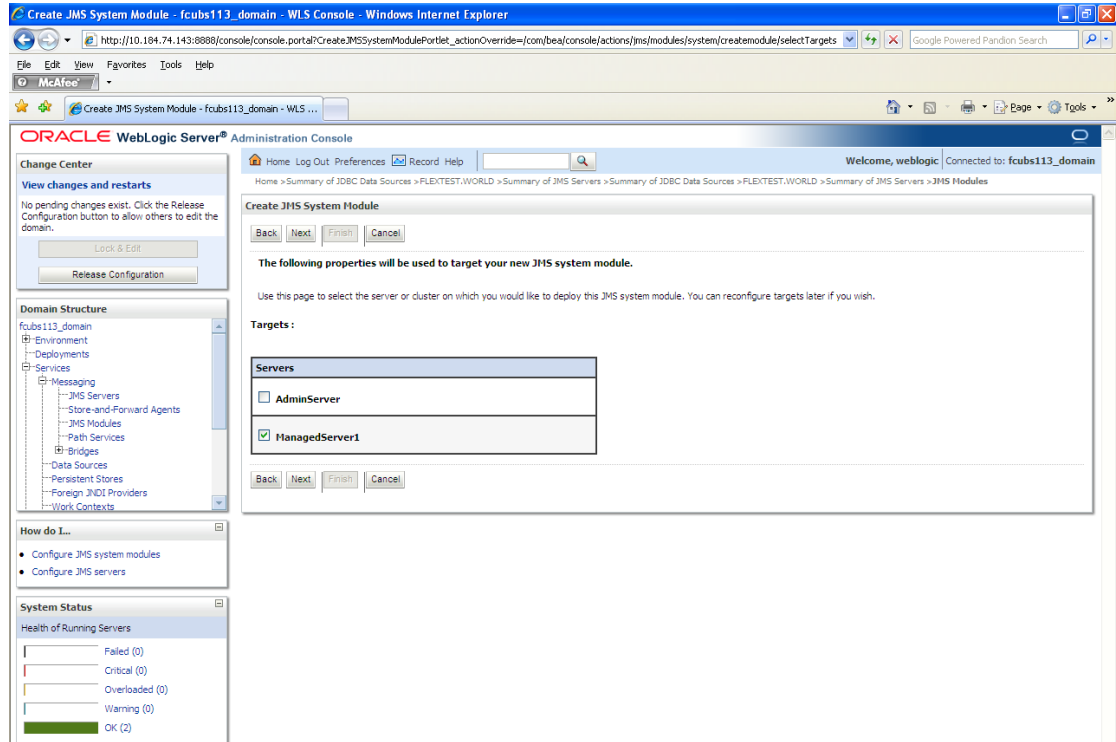 Create JMS System Module - fcubs113_domain - WLS Console - Windows Internet Explorer
http://10.184.74.143:8888/console/console.portal?CreateJMSSystemModulePortlet_actionOverride=/com/bea/console/actions/jms/modules/system/createmodule/selectTargets
Google Powered Pandion Search
File Edit View Favorites Tools Help
McAfee
Create JMS System Module - fcubs113_domain - WLS ...
Page Tools »
ORACLE WebLogic Server® Administration Console
Change Center
View changes and restarts
No pending changes exist. Click the Release
Configuration button to allow others to edit the
domain.
Lock & Edit
Release Configuration
Domain Structure
fcubs113_domain
Environment
Deployments
Services
Messaging
JMS Servers
Store-and-Forward Agents
JMS Modules
Path Services
Bridges
Data Sources
Persistent Stores
Foreign JNDI Providers
Work Contexts
How do I...
Configure JMS system modules
Configure JMS servers
System Status
Health of Running Servers
Failed (0)
Critical (0)
Overloaded (0)
Warning (0)
OK (2)
Home Log Out Preferences Record Help
Welcome, weblogic Connected to: fcubs113_domain
Home >Summary of JDBC Data Sources >FLEXTEST.WORLD >Summary of JMS Servers >Summary of JDBC Data Sources >FLEXTEST.WORLD >Summary of JMS Servers >JMS Modules
Create JMS System Module
Back Next Finish Cancel
The following properties will be used to target your new JMS system module.
Use this page to select the server or cluster on which you would like to deploy this JMS system module. You can reconfigure targets later if you wish.
Targets :
Servers
AdminServer
ManagedServer1
Back Next Finish Cancel